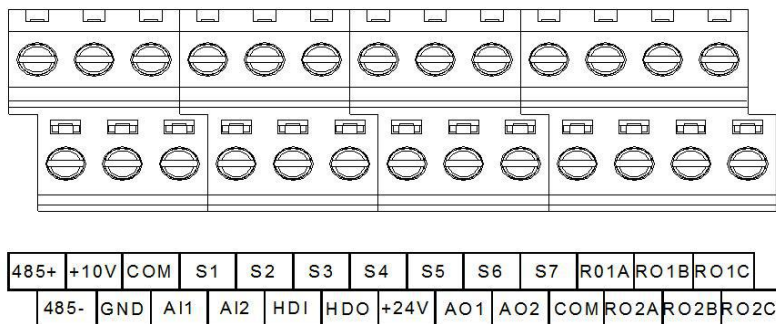 485+ +10V COM S1 S2 S3 S4 S5 S6 S7 R01A RO1B RO1C
485- GND AI1 AI2 HDI HDO +24V AO1 AO2 COM RO2A RO2B RO2C